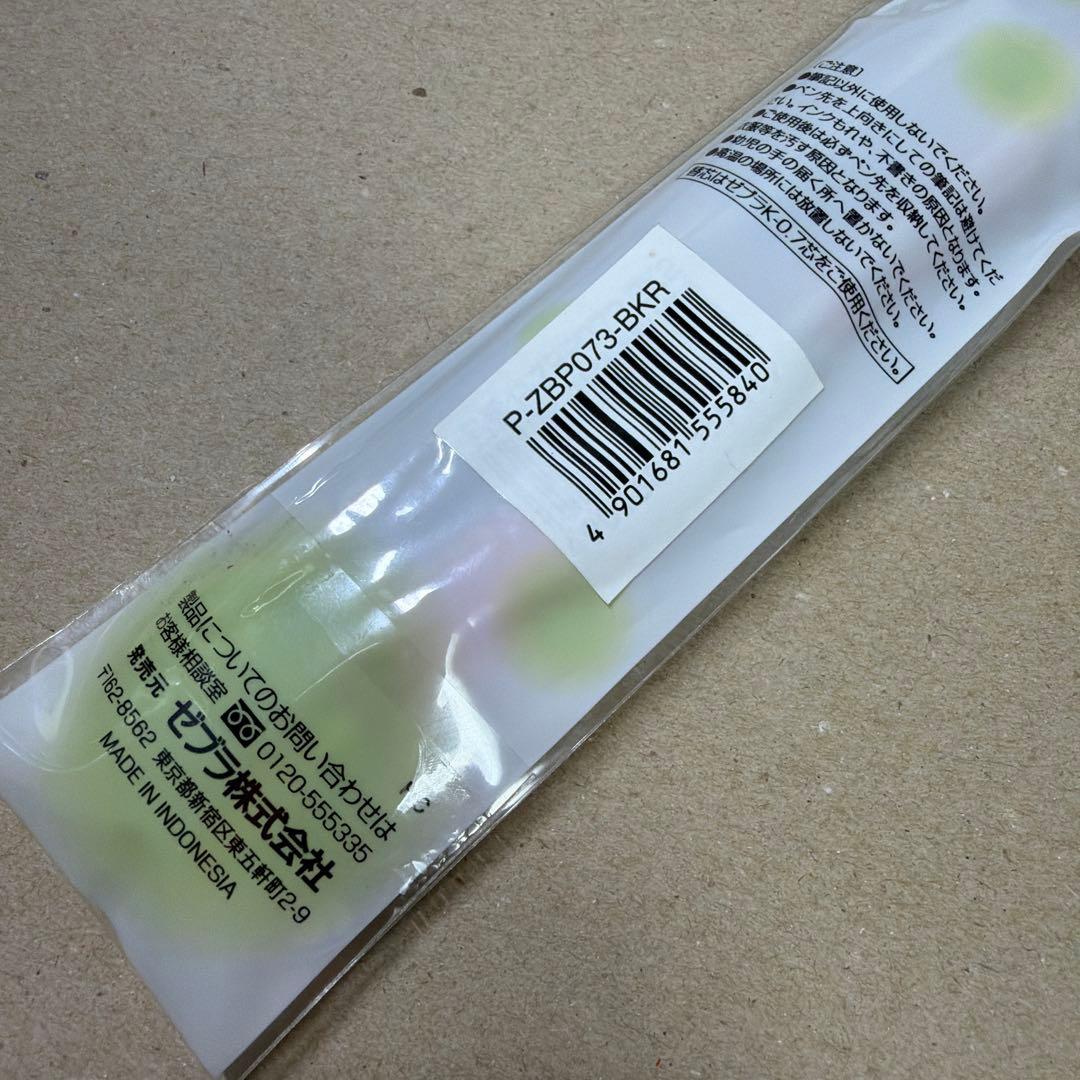 [ご注意]
●筆記以外に使用しないでください。
●ペン先を上向きにしての筆記は避けてくだ
さい。インクもれや、不書きの原因となります。
●ご使用後は必ずペン先を収納してください。
衣服等を汚す原因となります。
●幼児の手の届く所へ置かないでください。
●高温の場所には放置しないでください。
替芯はゼブラK-0.7芯をご使用ください。
P-ZBP073-BKR
4 901681 555840
製品についてのお問い合わせは
お客様相談室 0120-555335
発売元 ゼブラ株式会社
〒162-8562 東京都新宿区東五軒町2-9
MADE IN INDONESIA